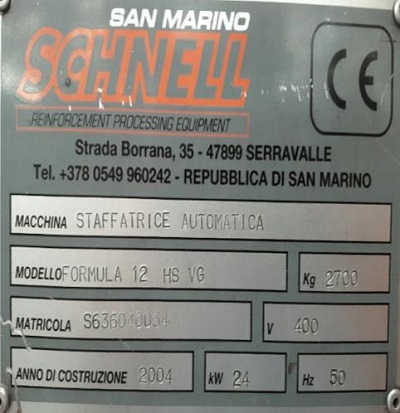 SAN MARINO
SCHNELL
REINFORCEMENT PROCESSING EQUIPMENT
CE
Strada Borrana, 35 - 47899 SERRAVALLE
Tel. +378 0549 960242 - REPUBBLICA DI SAN MARINO
MACCHINA STAFFATRICE AUTOMATICA
MODELLO FORMULA 12 HS VG Kg 2700
MATRICOLA S636040034 V 400
ANNO DI COSTRUZIONE 2004 kW 24 Hz 50